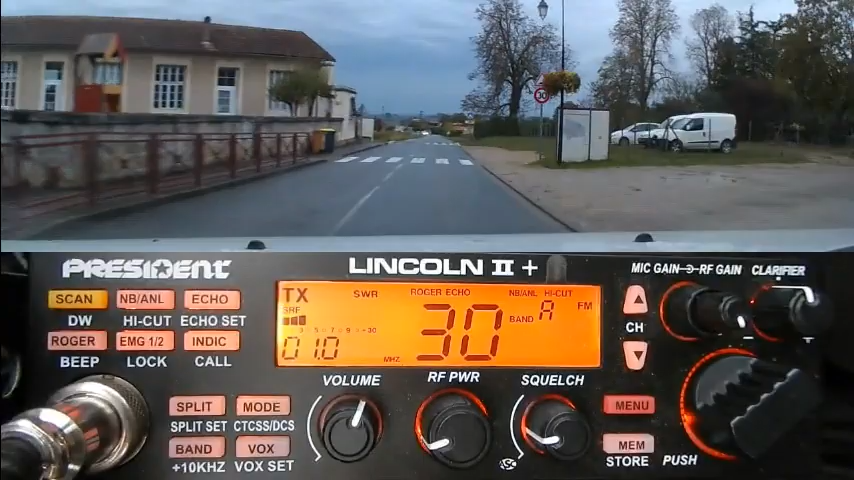 30
PRESIDENT
LINCOLN II +
MIC GAIN RF GAIN
CLARIFIER
SCAN NB/ANL ECHO
DW HI-CUT ECHO SET
ROGER EMG 1/2 INDIC
BEEP LOCK CALL
TX SWR ROGER ECHO NB/ANL HI-CUT
SRF FM
30 BAND A
01.0 MHZ
CH
VOLUME RF PWR SQUELCH
SPLIT MODE
SPLIT SET CTCSS/DCS
BAND VOX
+10KHZ VOX SET
ASC
MENU
MEM
STORE PUSH